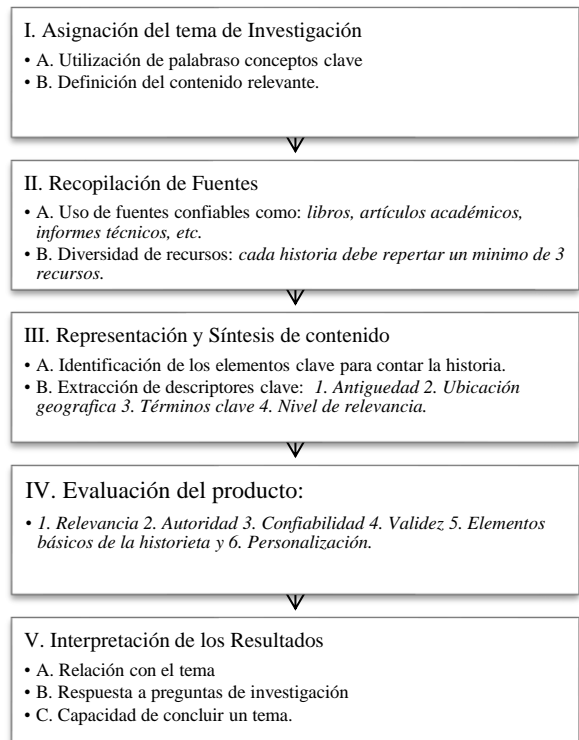 I. Asignación del tema de Investigación
• A. Utilización de palabraso conceptos clave
• B. Definición del contenido relevante.
II. Recopilación de Fuentes
• A. Uso de fuentes confiables como: libros, artículos académicos,
informes técnicos, etc.
• B. Diversidad de recursos: cada historia debe repertar un minimo de 3
recursos.
III. Representación y Síntesis de contenido
• A. Identificación de los elementos clave para contar la historia.
• B. Extracción de descriptores clave: 1. Antiguedad 2. Ubicación
geografica 3. Términos clave 4. Nivel de relevancia.
IV. Evaluación del producto:
• 1. Relevancia 2. Autoridad 3. Confiabilidad 4. Validez 5. Elementos
básicos de la historieta y 6. Personalización.
V. Interpretación de los Resultados
• A. Relación con el tema
• B. Respuesta a preguntas de investigación
• C. Capacidad de concluir un tema.